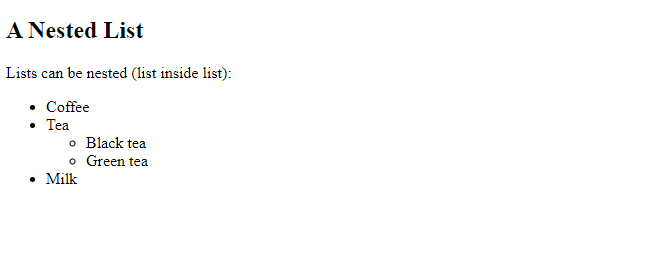 A Nested List
Lists can be nested (list inside list):
Coffee
Tea
Black tea
Green tea
Milk